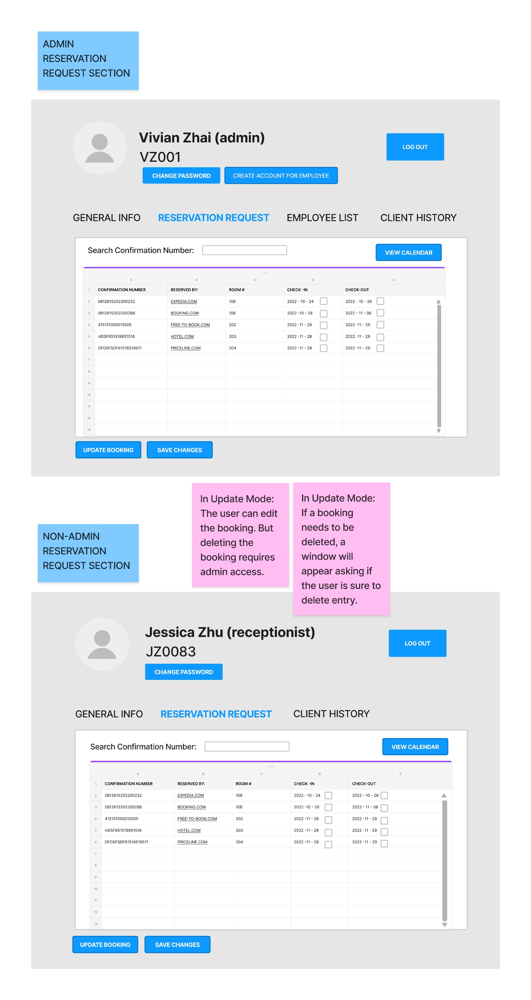 ADMIN
RESERVATION
REQUEST SECTION
Vivian Zhai (admin)
VZ001
LOG OUT
CHANGE PASSWORD
CREATE ACCOUNT FOR EMPLOYEE
GENERAL INFO RESERVATION REQUEST EMPLOYEE LIST CLIENT HISTORY
Search Confirmation Number:
VIEW CALENDAR
Title
A B C D E
1 CONFIRMATION NUMBER RESERVED BY: ROOM # CHECK -IN CHECK-OUT
2 0812615202200232 EXPEDIA.COM 108 2022 - 10 - 24 2022 - 10 - 26
3 0812615202200288 BOOKING.COM 108 2022 -10 - 28 2022 - 11 - 08
4 415151050515505 FREE-TO-BOOK.COM 202 2022 -11 - 28 2022 -11 - 29
5 HDSF651519651516 HOTEL.COM 203 2022 -11 - 28 2022 -11 - 29
6 DFDSFSDF61516519511 PRICELINE.COM 204 2022 -11 - 28 2022 -11 - 29
7
8
9
10
11
12
13
UPDATE BOOKING SAVE CHANGES
In Update Mode:
The user can edit
the booking. But
deleting the
booking requires
admin access.
In Update Mode:
If a booking
needs to be
deleted, a
window will
appear asking if
the user is sure to
delete entry.
NON-ADMIN
RESERVATION
REQUEST SECTION
Jessica Zhu (receptionist)
JZ0083
LOG OUT
CHANGE PASSWORD
GENERAL INFO RESERVATION REQUEST CLIENT HISTORY
Search Confirmation Number:
VIEW CALENDAR
Title
A B C D E
1 CONFIRMATION NUMBER RESERVED BY: ROOM # CHECK -IN CHECK-OUT
2 0812615202200232 EXPEDIA.COM 108 2022 - 10 - 24 2022 - 10 - 26
3 0812615202200288 BOOKING.COM 108 2022 -10 - 28 2022 - 11 - 08
4 415151050515505 FREE-TO-BOOK.COM 202 2022 -11 - 28 2022 -11 - 29
5 HDSF651519651516 HOTEL.COM 203 2022 -11 - 28 2022 -11 - 29
6 DFDSFSDF61516519511 PRICELINE.COM 204 2022 -11 - 28 2022 -11 - 29
7
8
9
10
11
12
13
UPDATE BOOKING SAVE CHANGES